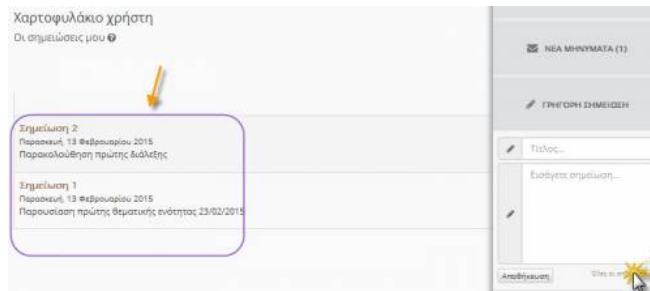 Χαρτοφυλάκιο χρήστη
Οι σημειώσεις μου
ΝΕΑ ΜΗΝΥΜΑΤΑ (1)
ΓΡΗΓΟΡΗ ΣΗΜΕΙΩΣΗ
Σημείωση 2
Παρασκευή, 13 Φεβρουαρίου 2015
Παρακολούθηση πρώτης διάλεξης
Τίτλος...
Εισάγετε σημείωση...
Σημείωση 1
Παρασκευή, 13 Φεβρουαρίου 2015
Παρουσίαση πρώτης θεματικής ενότητας 23/02/2015
Αποθήκευση